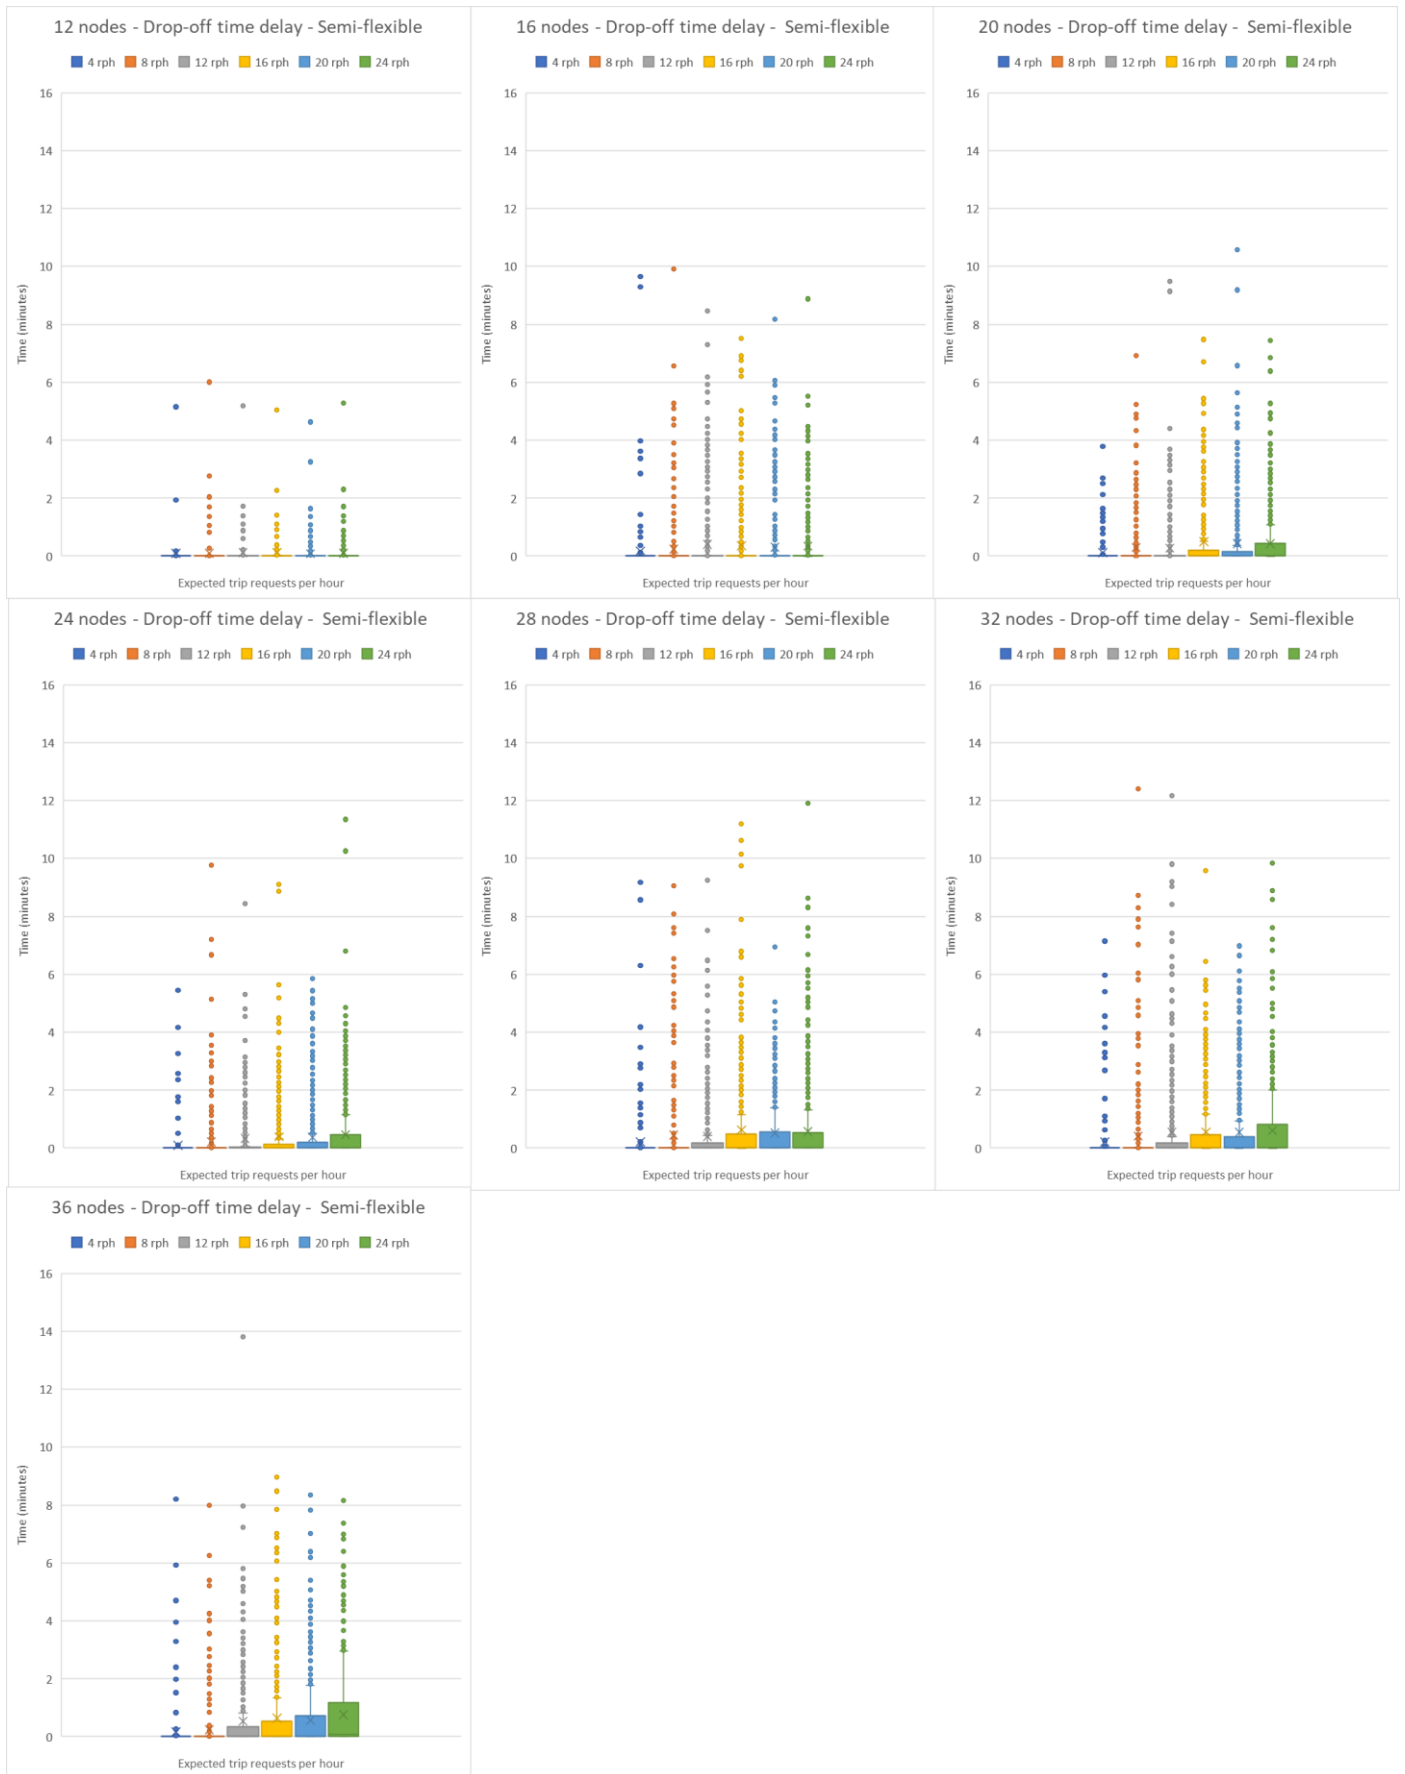 12 nodes - Drop-off time delay - Semi-flexible
4 rph 8 rph 12 rph 16 rph 20 rph 24 rph
16
14
12
10
8
6
4
2
0
Time (minutes)
Expected trip requests per hour
16 nodes - Drop-off time delay - Semi-flexible
4 rph 8 rph 12 rph 16 rph 20 rph 24 rph
16
14
12
10
8
6
4
2
0
Time (minutes)
Expected trip requests per hour
20 nodes - Drop-off time delay - Semi-flexible
4 rph 8 rph 12 rph 16 rph 20 rph 24 rph
16
14
12
10
8
6
4
2
0
Time (minutes)
Expected trip requests per hour
24 nodes - Drop-off time delay - Semi-flexible
4 rph 8 rph 12 rph 16 rph 20 rph 24 rph
16
14
12
10
8
6
4
2
0
Time (minutes)
Expected trip requests per hour
28 nodes - Drop-off time delay - Semi-flexible
4 rph 8 rph 12 rph 16 rph 20 rph 24 rph
16
14
12
10
8
6
4
2
0
Time (minutes)
Expected trip requests per hour
32 nodes - Drop-off time delay - Semi-flexible
4 rph 8 rph 12 rph 16 rph 20 rph 24 rph
16
14
12
10
8
6
4
2
0
Time (minutes)
Expected trip requests per hour
36 nodes - Drop-off time delay - Semi-flexible
4 rph 8 rph 12 rph 16 rph 20 rph 24 rph
16
14
12
10
8
6
4
2
0
Time (minutes)
Expected trip requests per hour